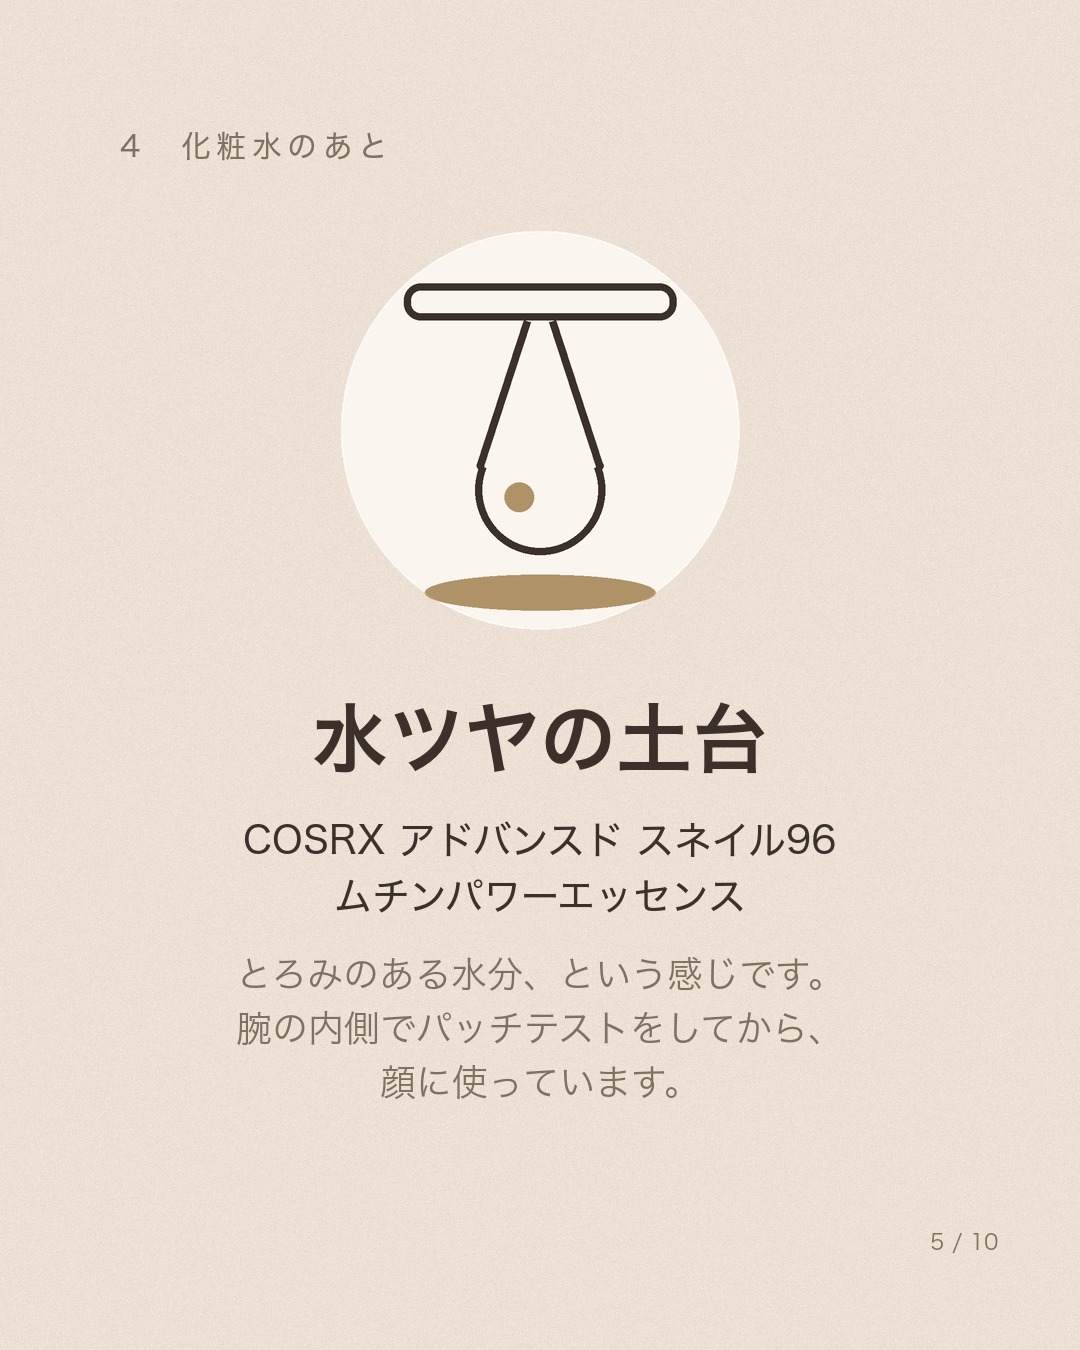 4　化粧水のあと
水ツヤの土台
COSRX アドバンスド スネイル96
ムチンパワーエッセンス
とろみのある水分、という感じです。
腕の内側でパッチテストをしてから、
顔に使っています。
5 / 10